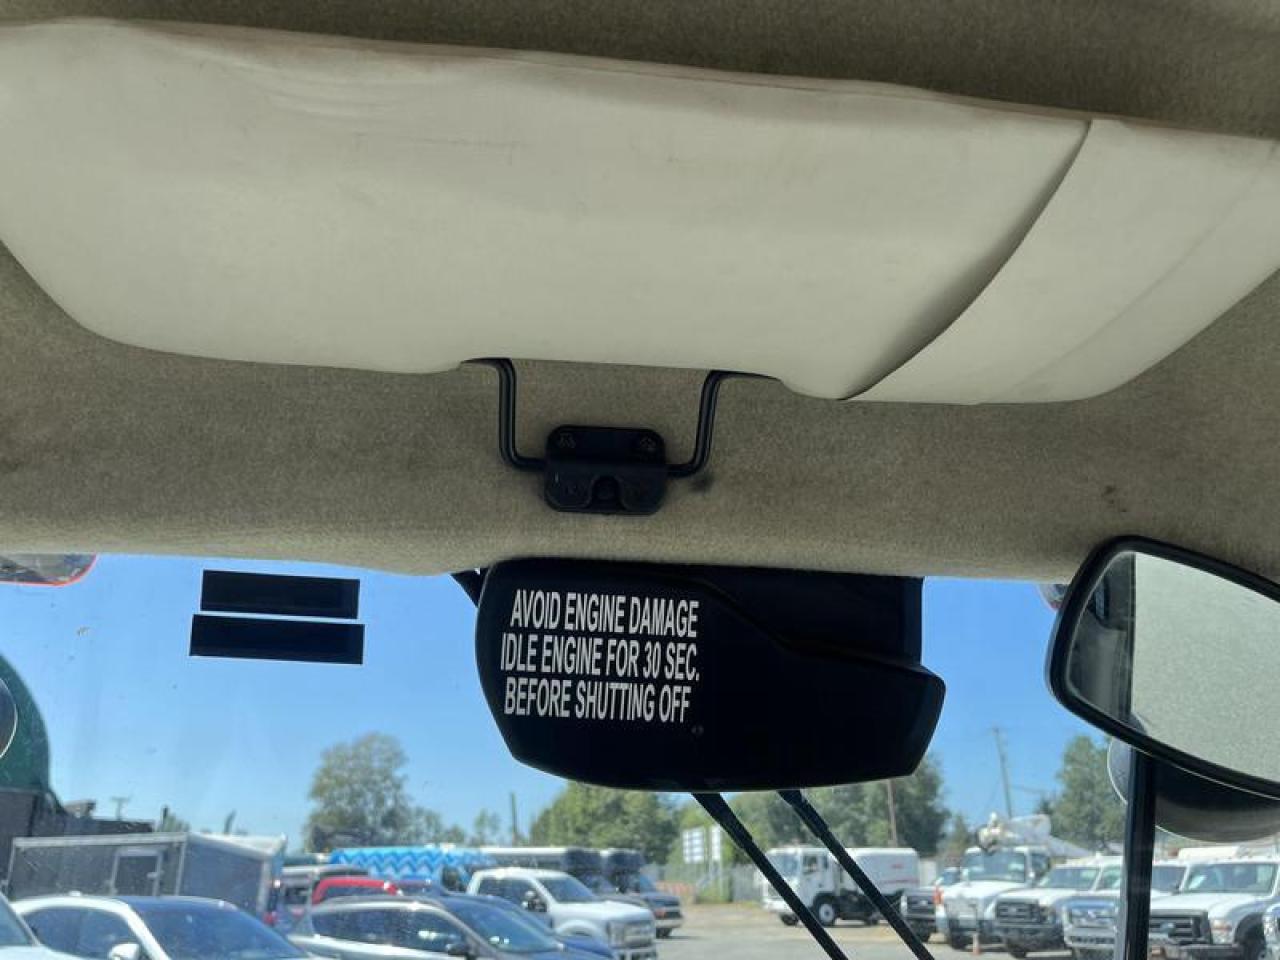 AVOID ENGINE DAMAGE
IDLE ENGINE FOR 30 SEC.
BEFORE SHUTTING OFF